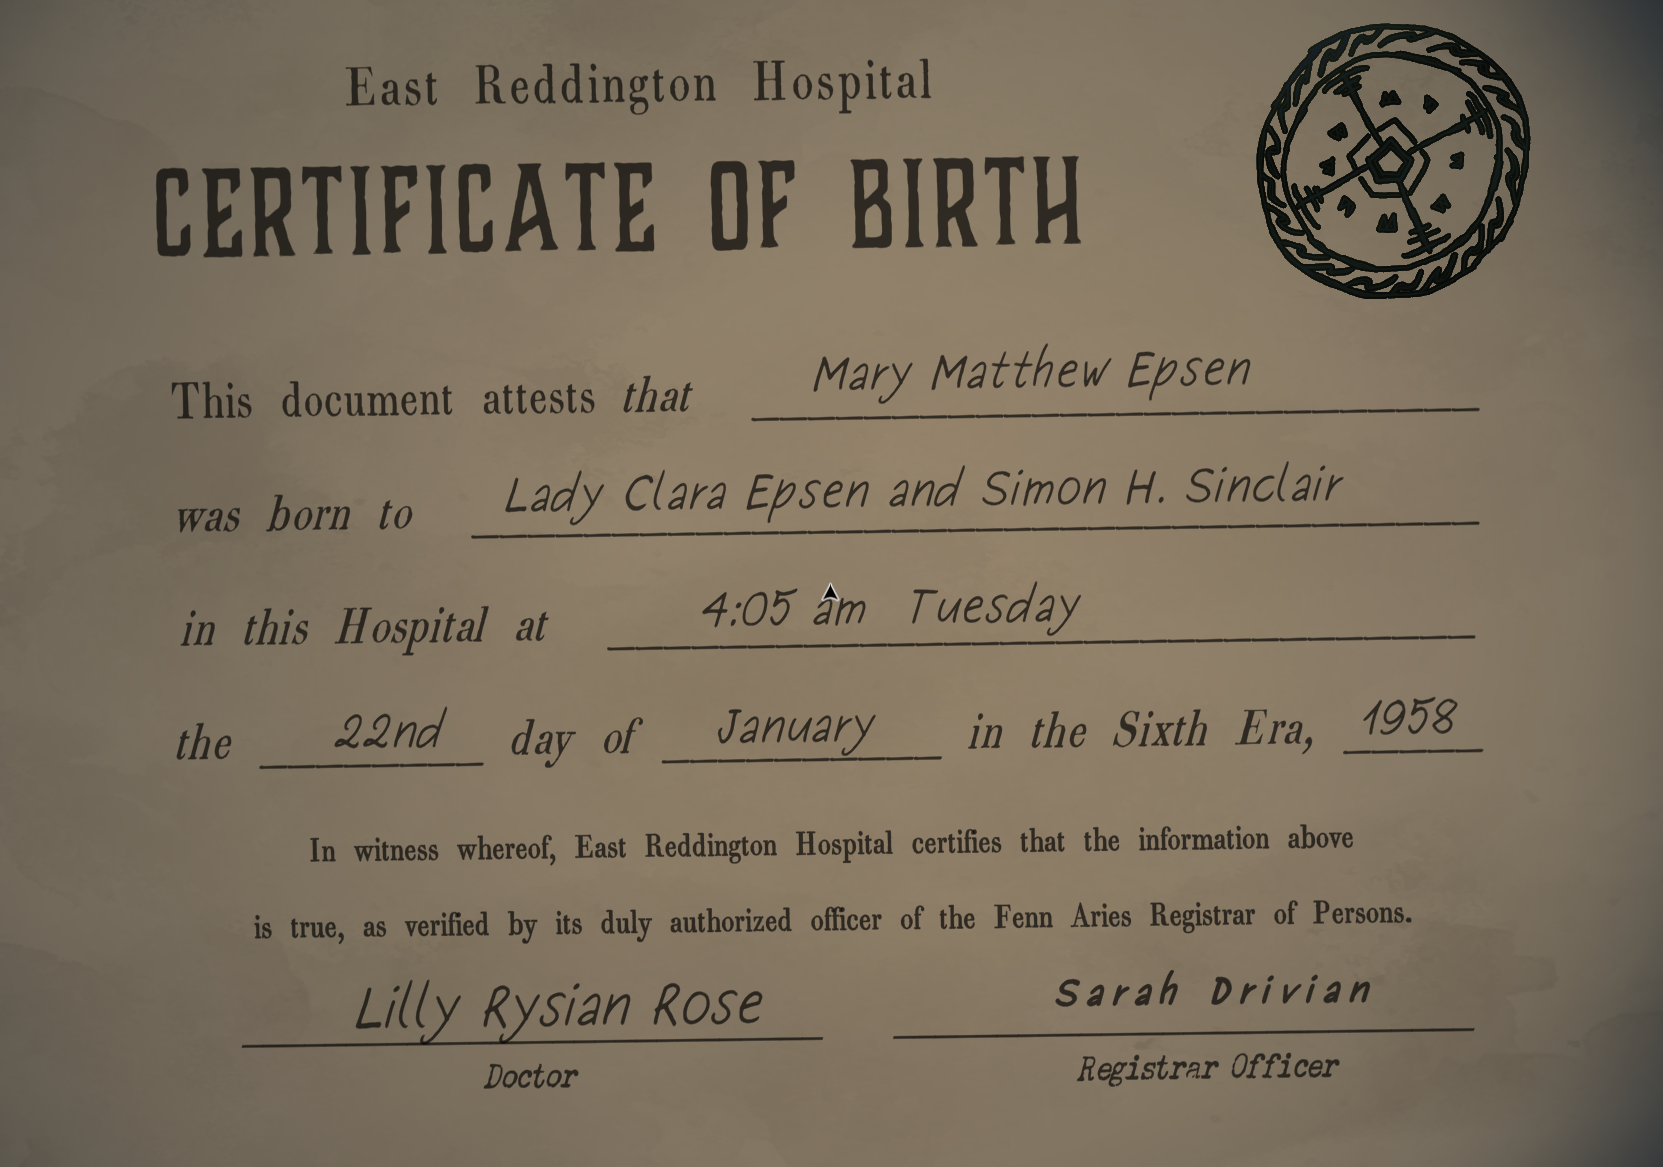 East Reddington Hospital
CERTIFICATE OF BIRTH
This document attests that Mary Matthew Epsen
was born to Lady Clara Epsen and Simon H. Sinclair
in this Hospital at 4:05 am Tuesday
the 22nd day of January in the Sixth Era, 1958
In witness whereof, East Reddington Hospital certifies that the information above
is true, as verified by its duly authorized officer of the Fenn Aries Registrar of Persons.
Lilly Rysian Rose Sarah Drivian
Doctor Registrar Officer